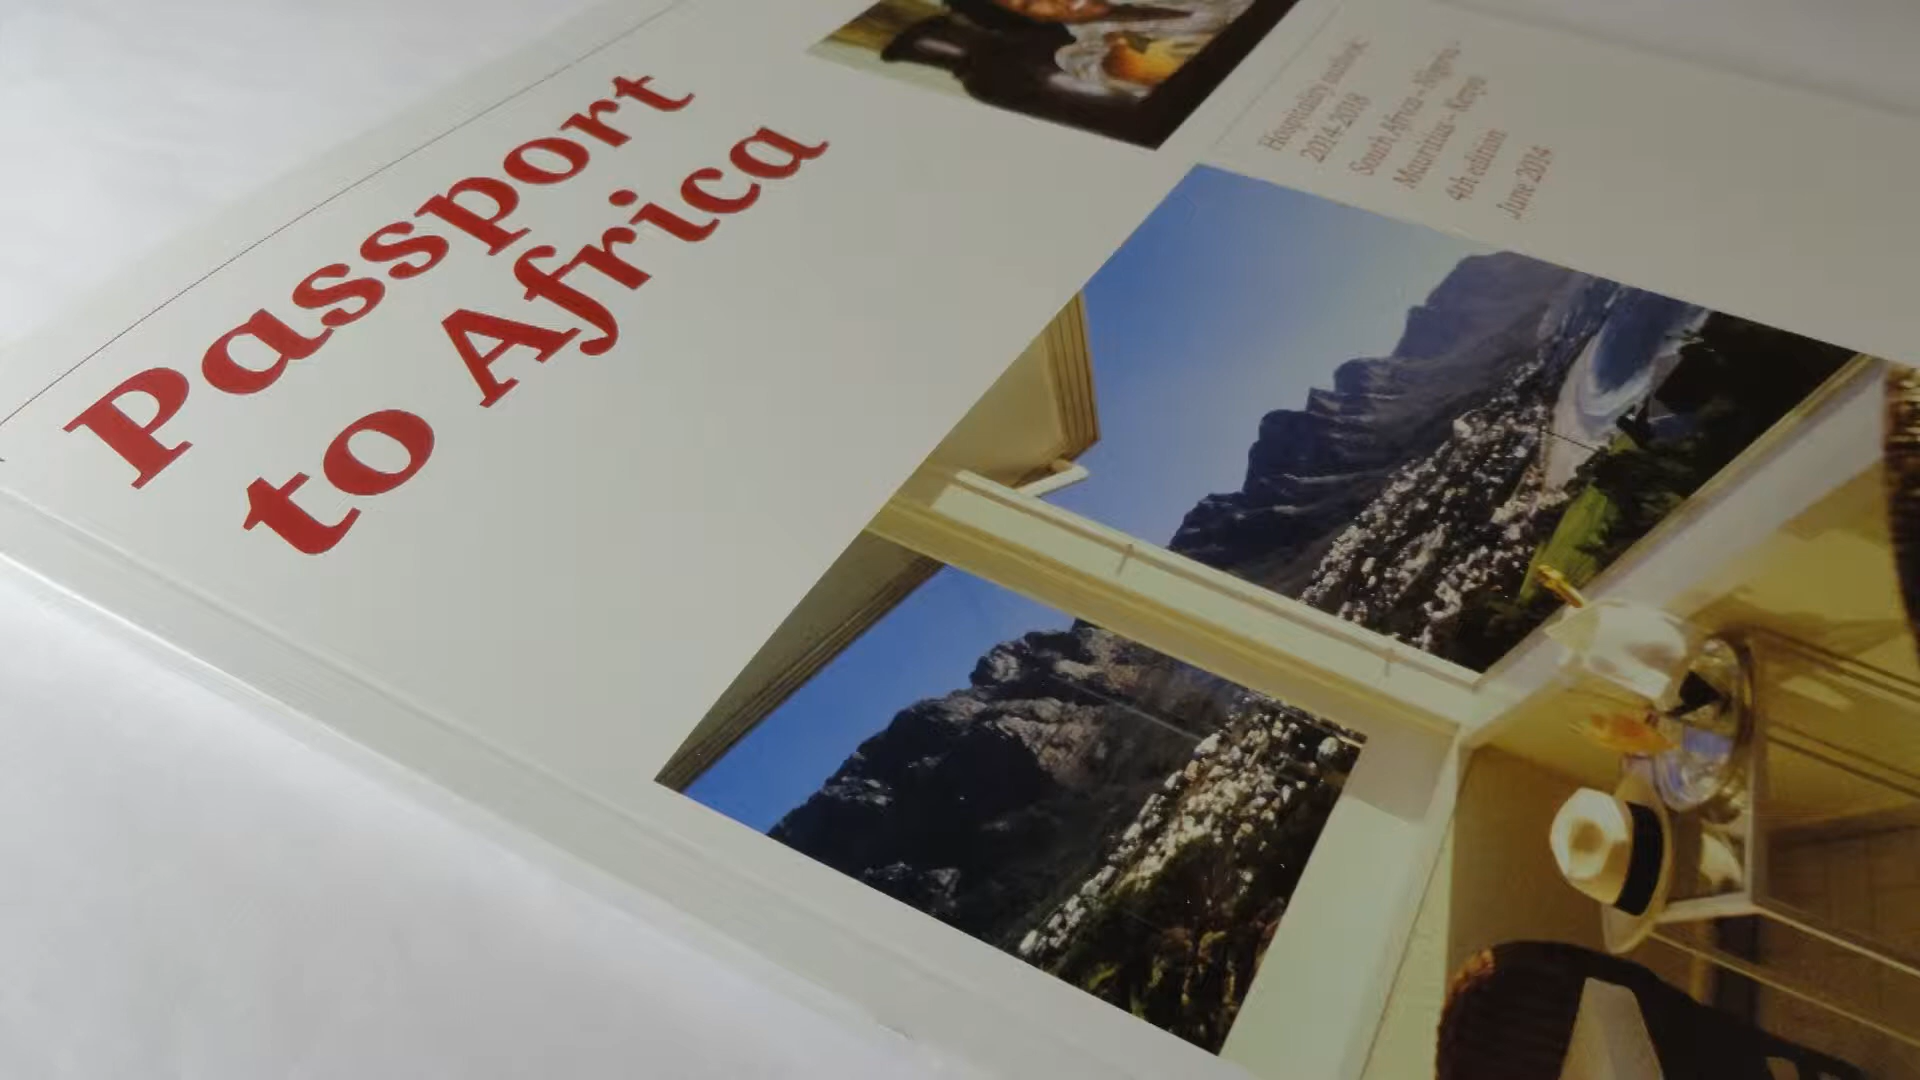 Passport
to Africa
Hospitality outlook:
2014-2018
South Africa – Nigeria –
Mauritius – Kenya
4th edition
June 2014